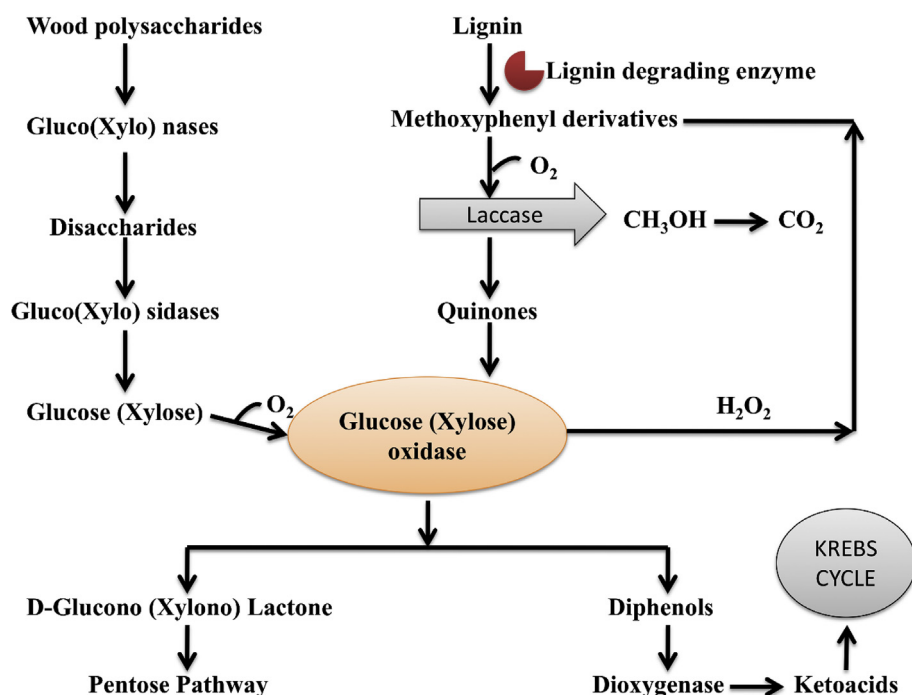 Wood polysaccharides
Lignin
Lignin degrading enzyme
Gluco(Xylo) nases
Methoxyphenyl derivatives
O2
Laccase
CH3OH
CO2
Disaccharides
Gluco(Xylo) sidases
Quinones
Glucose (Xylose)
O2
Glucose (Xylose)
oxidase
H2O2
KREBS
CYCLE
D-Glucono (Xylono) Lactone
Diphenols
Pentose Pathway
Dioxygenase
Ketoacids